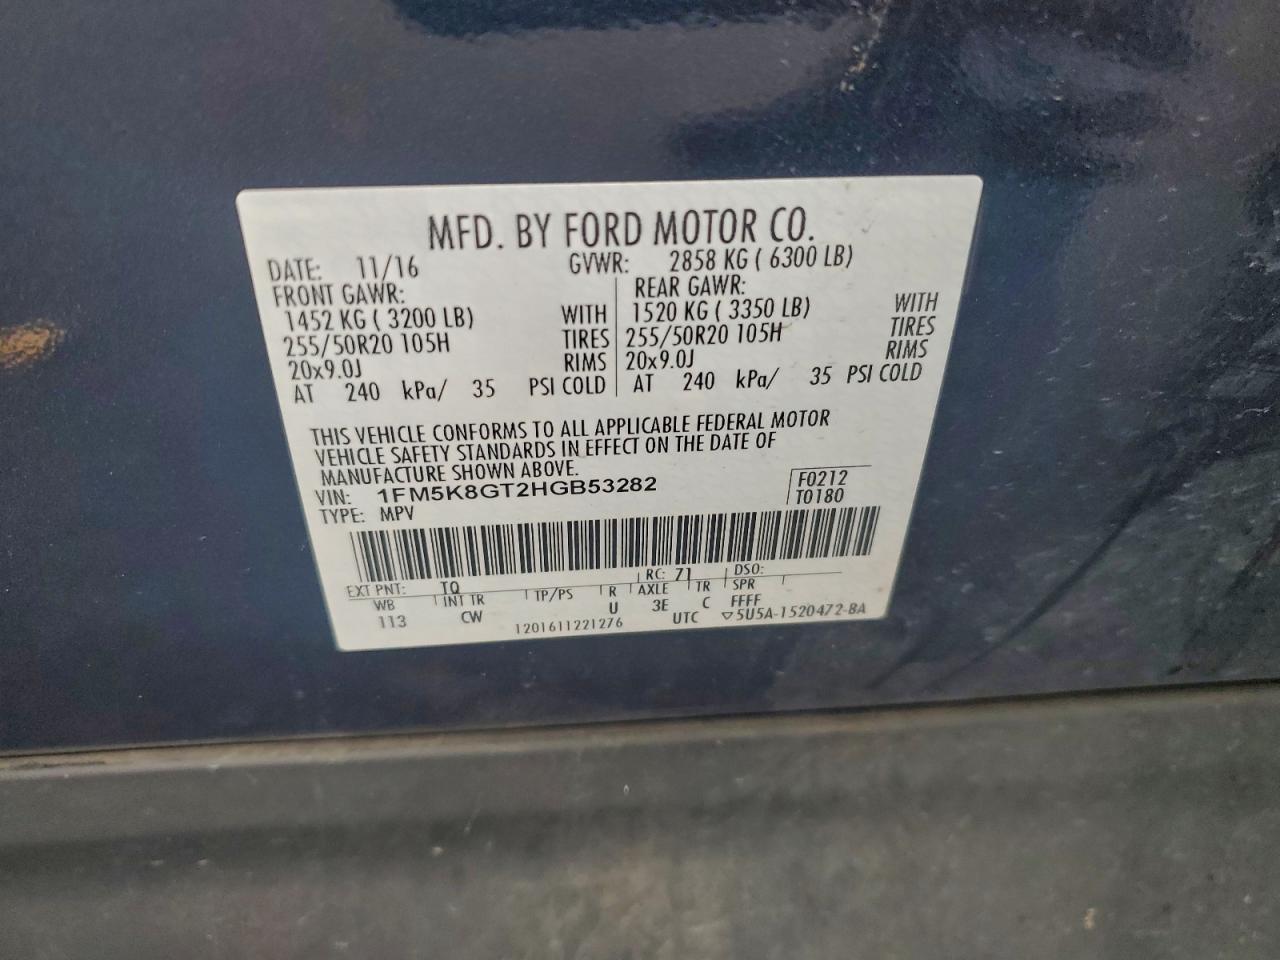 MFD. BY FORD MOTOR CO.
DATE: 11/16 GVWR: 2858 KG ( 6300 LB)
FRONT GAWR: REAR GAWR:
1452 KG ( 3200 LB) WITH 1520 KG ( 3350 LB) WITH
255/50R20 105H TIRES 255/50R20 105H TIRES
20x9.0J RIMS 20x9.0J RIMS
AT 240 kPa/ 35 PSI COLD AT 240 kPa/ 35 PSI COLD
THIS VEHICLE CONFORMS TO ALL APPLICABLE FEDERAL MOTOR
VEHICLE SAFETY STANDARDS IN EFFECT ON THE DATE OF
MANUFACTURE SHOWN ABOVE.
VIN: 1FM5K8GT2HGB53282 F0212
TYPE: MPV T0180
EXT PNT: TQ RC: 71 DSO:
WB INT TR TP/PS R AXLE TR SPR
113 CW U 3E C FFFF
1201611221276 UTC ▽5U5A-1520472-BA